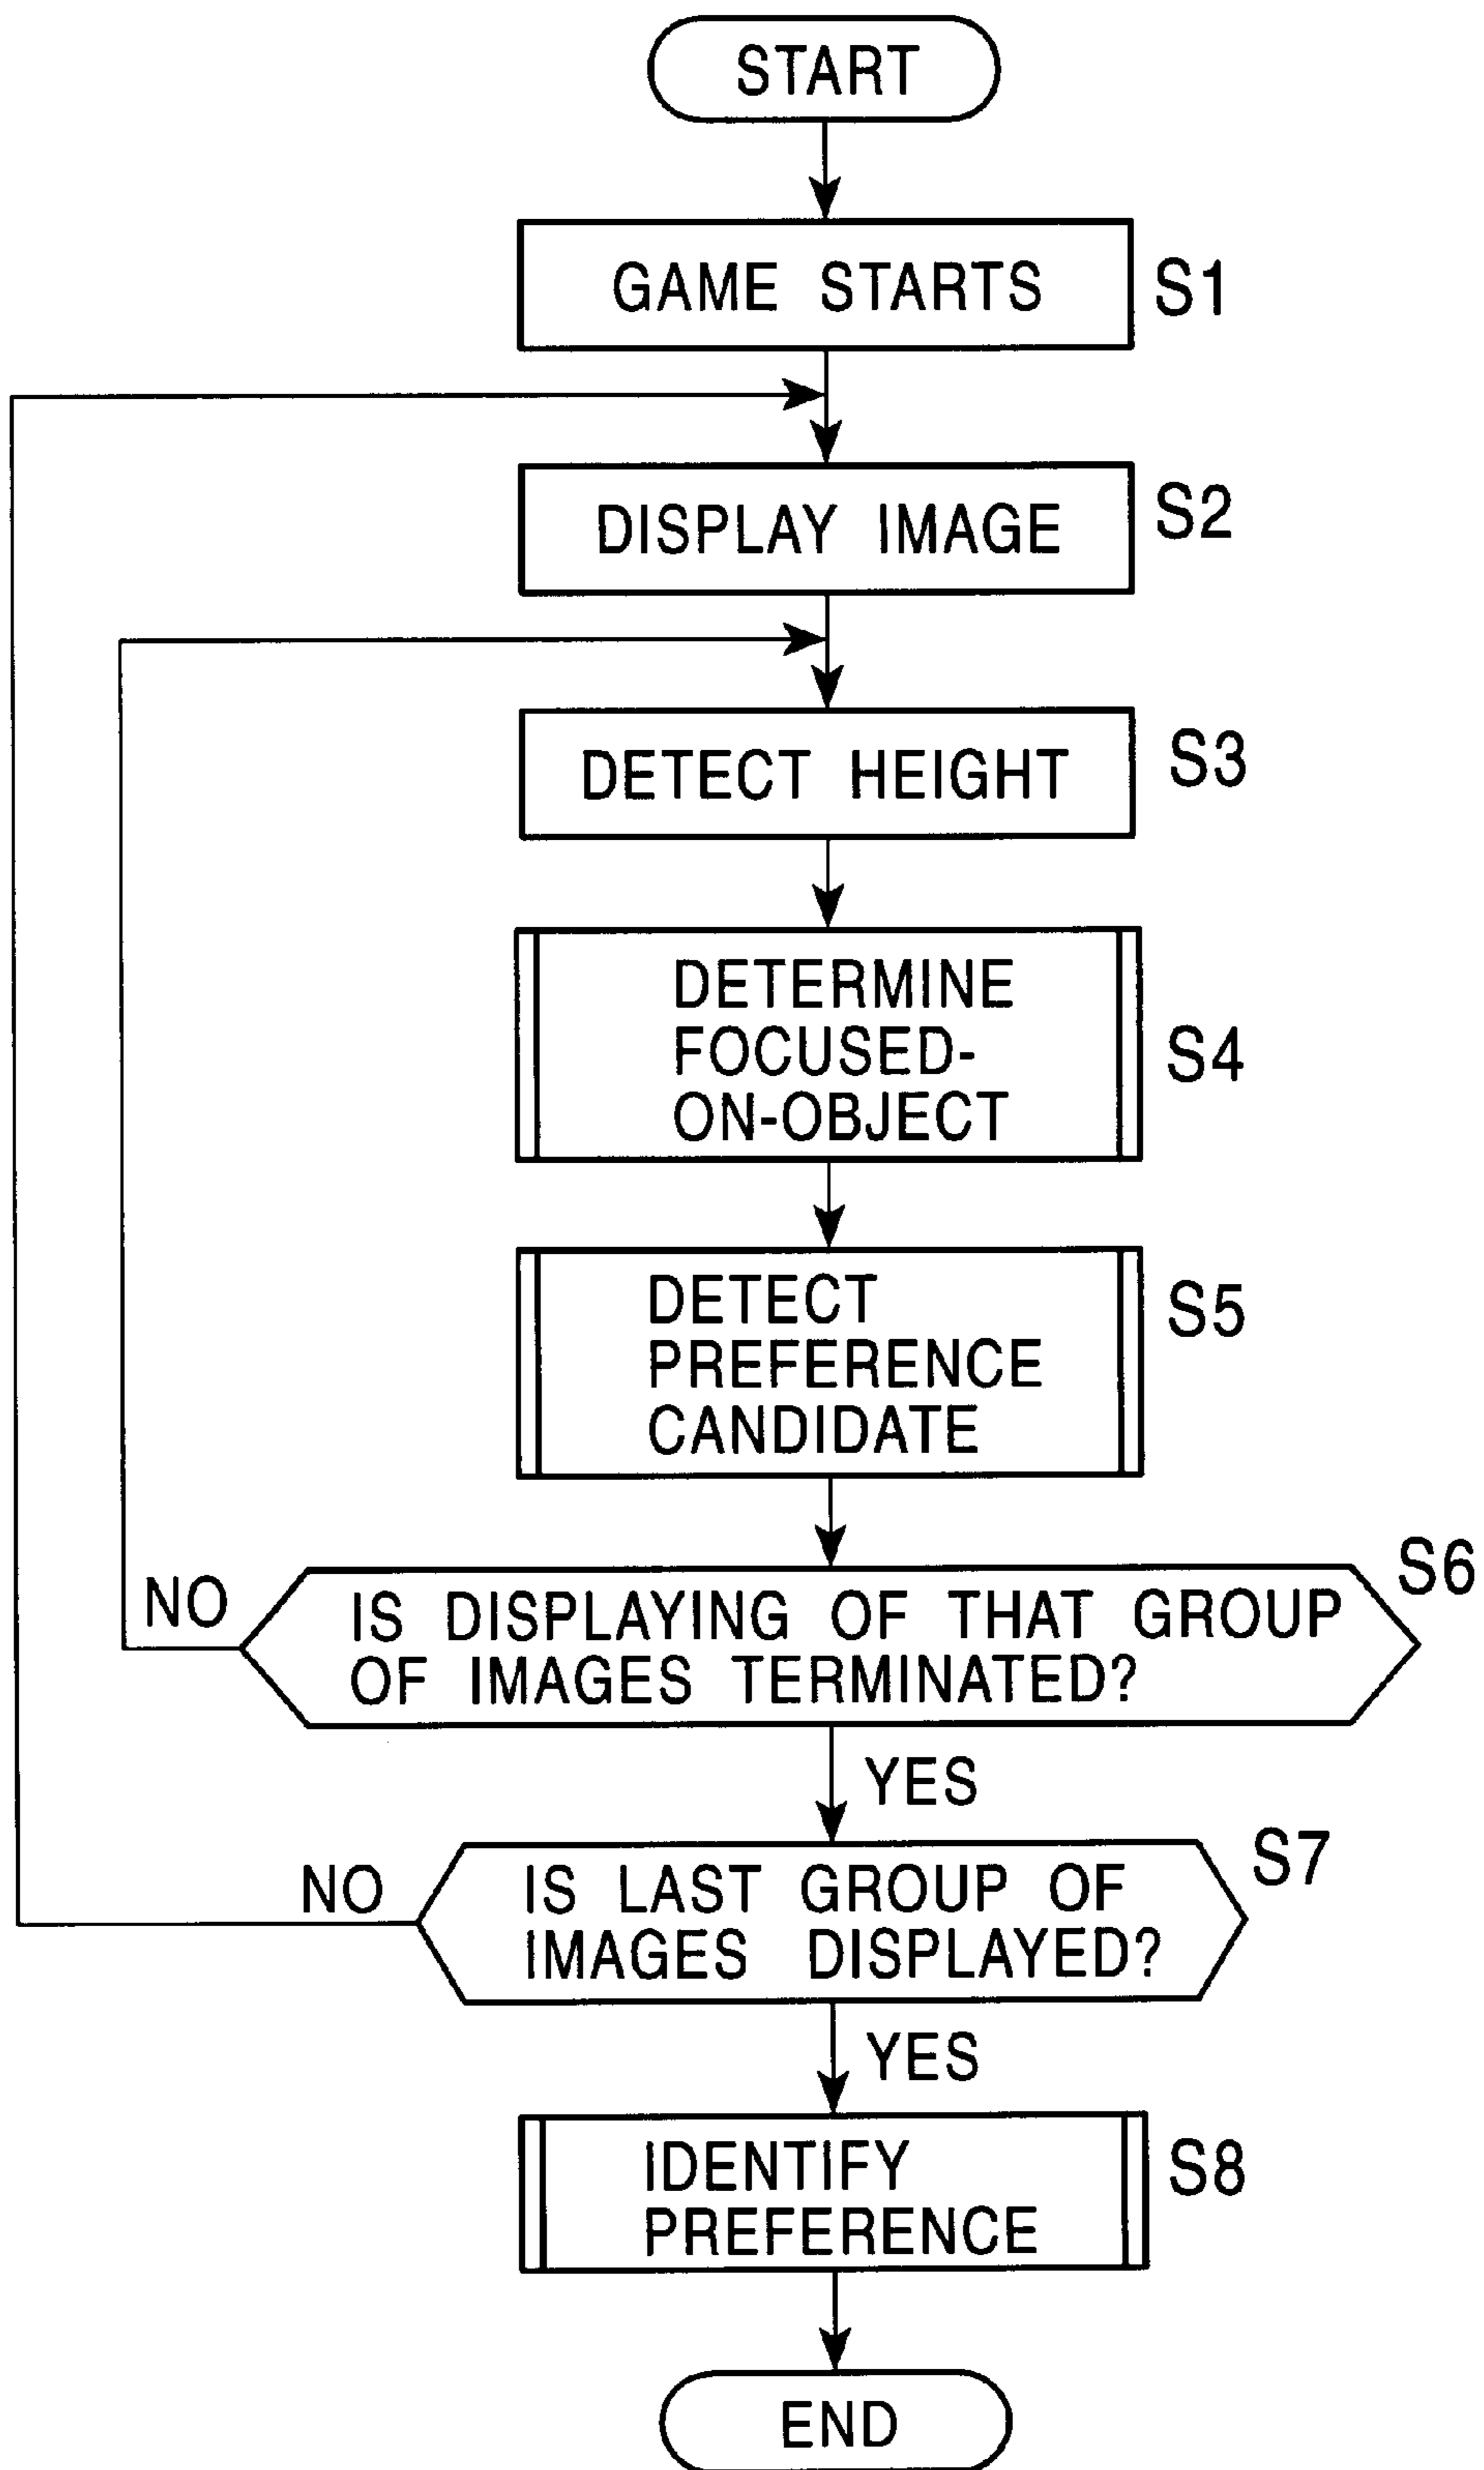 START
GAME STARTS
S1
DISPLAY IMAGE
S2
DETECT HEIGHT
S3
DETERMINE
FOCUSED-
ON-OBJECT
S4
DETECT
PREFERENCE
CANDIDATE
S5
S6
NO
IS DISPLAYING OF THAT GROUP
OF IMAGES TERMINATED?
YES
S7
NO
IS LAST GROUP OF
IMAGES DISPLAYED?
YES
IDENTIFY
PREFERENCE
S8
END